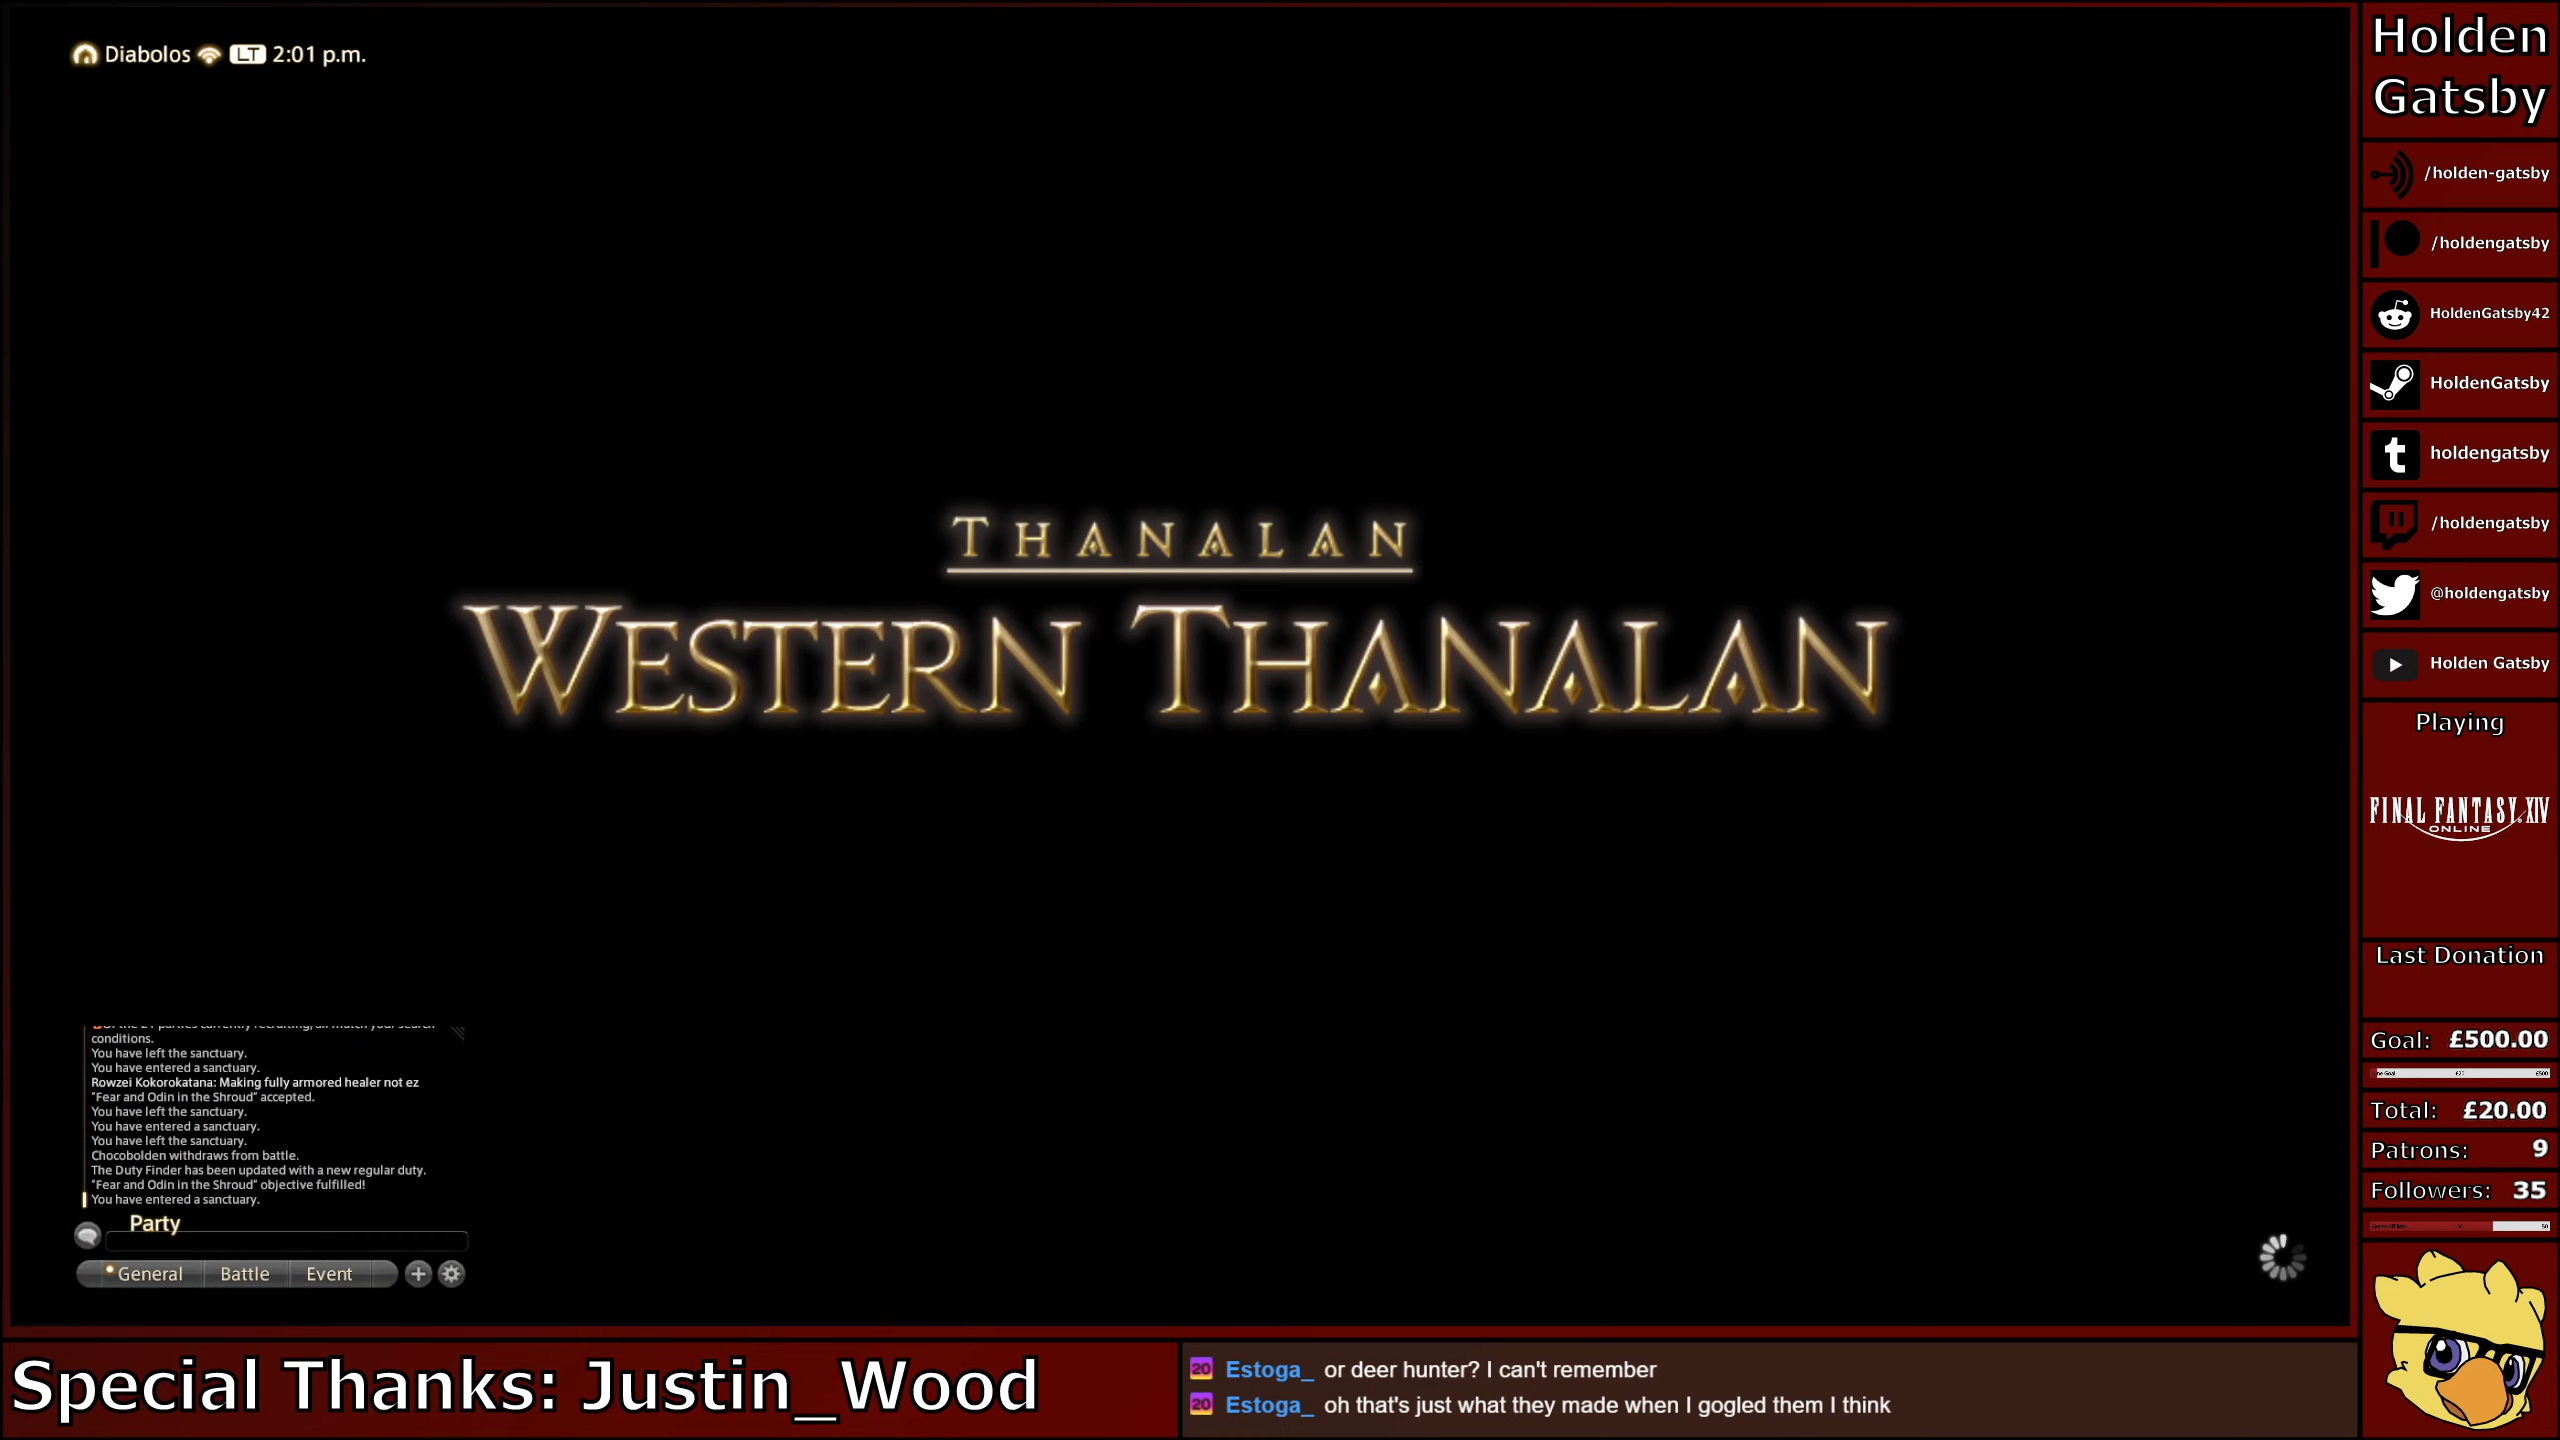 Diabolos LT 2:01 p.m.
THANALAN
WESTERN THANALAN
conditions.
You have left the sanctuary.
You have entered a sanctuary.
Rowzei Kokorokatana: Making fully armored healer not ez
"Fear and Odin in the Shroud" accepted.
You have left the sanctuary.
You have entered a sanctuary.
You have left the sanctuary.
Chocobolden withdraws from battle.
The Duty Finder has been updated with a new regular duty.
"Fear and Odin in the Shroud" objective fulfilled!
You have entered a sanctuary.
Party
General Battle Event
Special Thanks: Justin_Wood
20 Estoga_ or deer hunter? I can't remember
20 Estoga_ oh that's just what they made when I gogled them I think
Holden
Gatsby
/holden-gatsby
/holdengatsby
HoldenGatsby42
HoldenGatsby
holdengatsby
/holdengatsby
@holdengatsby
Holden Gatsby
Playing
FINAL FANTASY XIV
ONLINE
Last Donation
Goal: £500.00
£500
Total: £20.00
Patrons: 9
Followers: 35
50